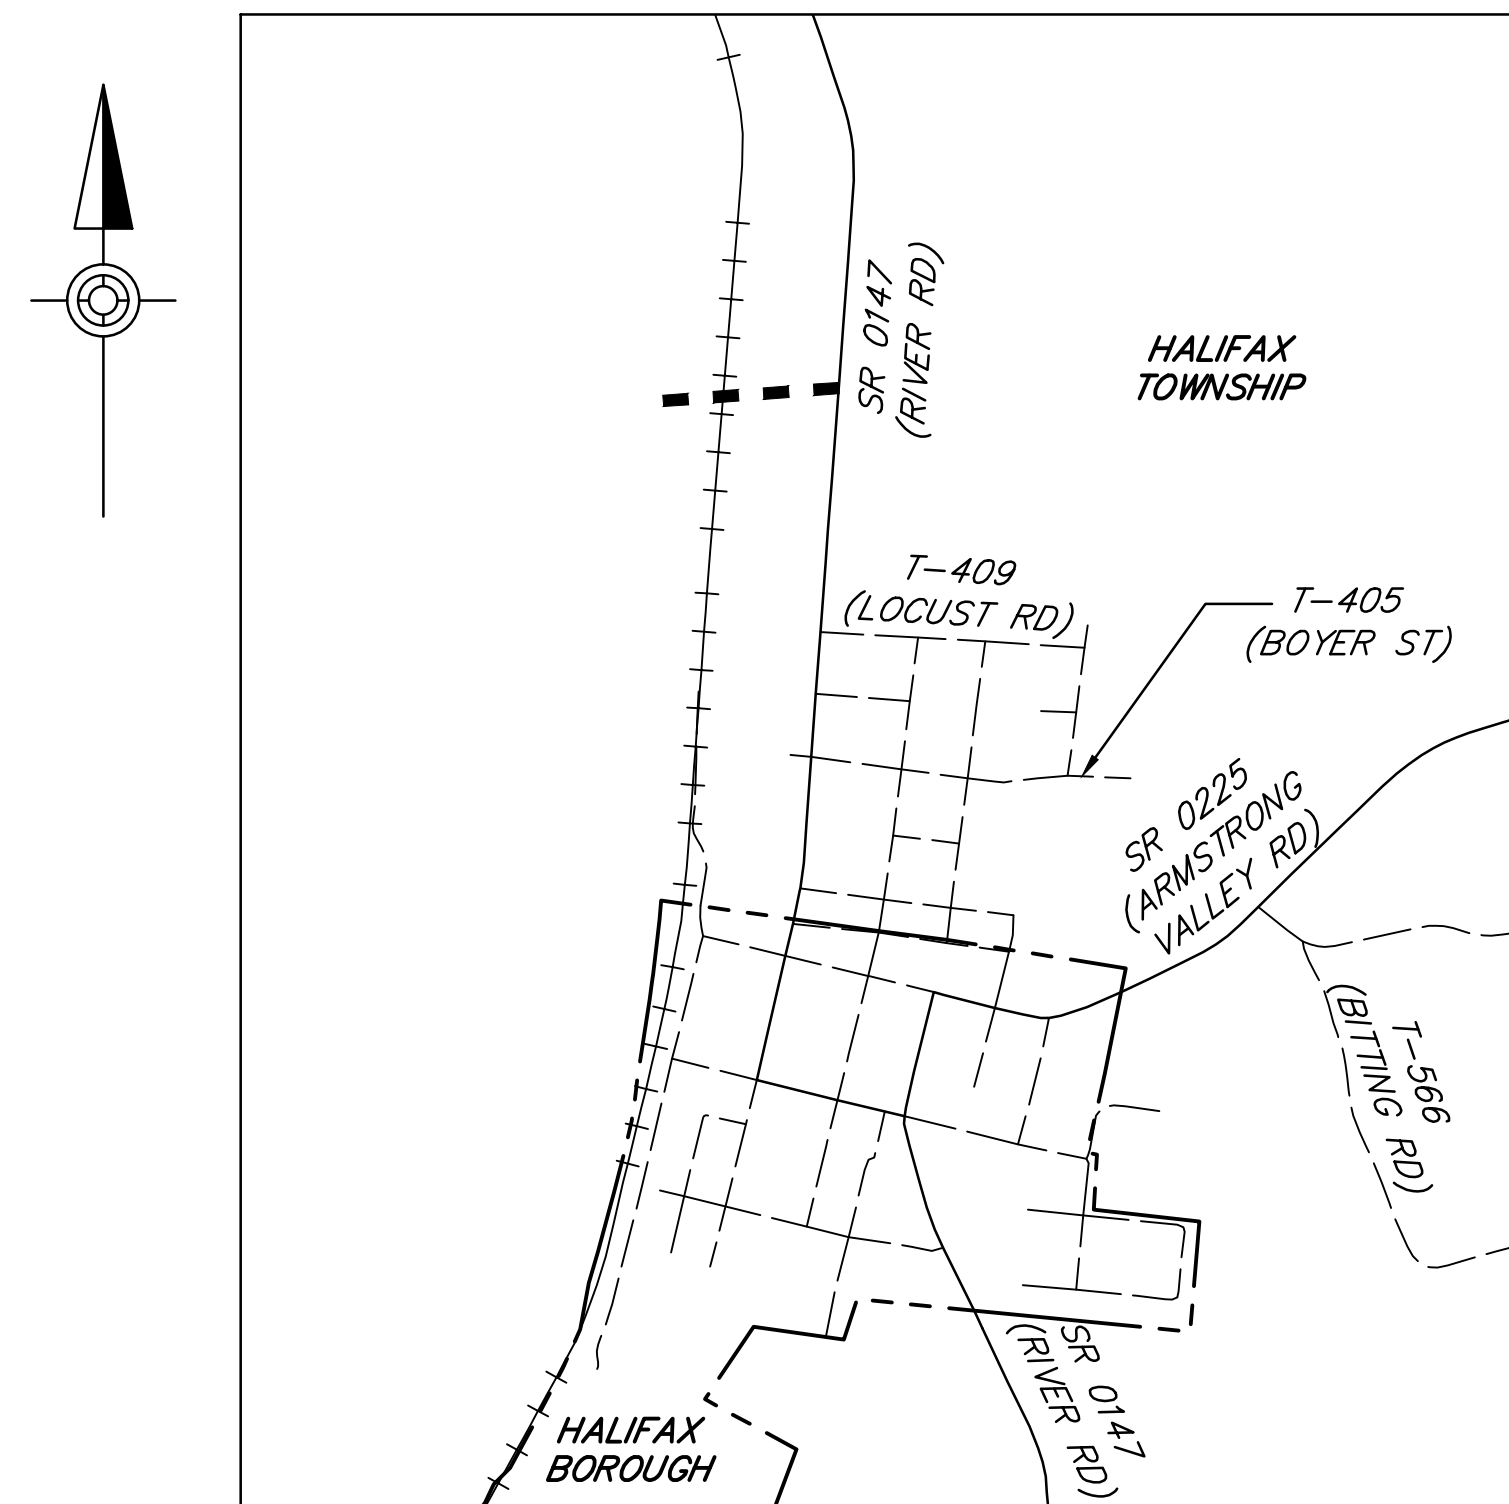 SR 0147
(RIVER RD)
HALIFAX
TOWNSHIP
T-409
(LOCUST RD)
T-405
(BOYER ST)
SR 0225
(ARMSTRONG
VALLEY RD)
T-566
(BITTING RD)
SR 0147
(RIVER RD)
HALIFAX
BOROUGH